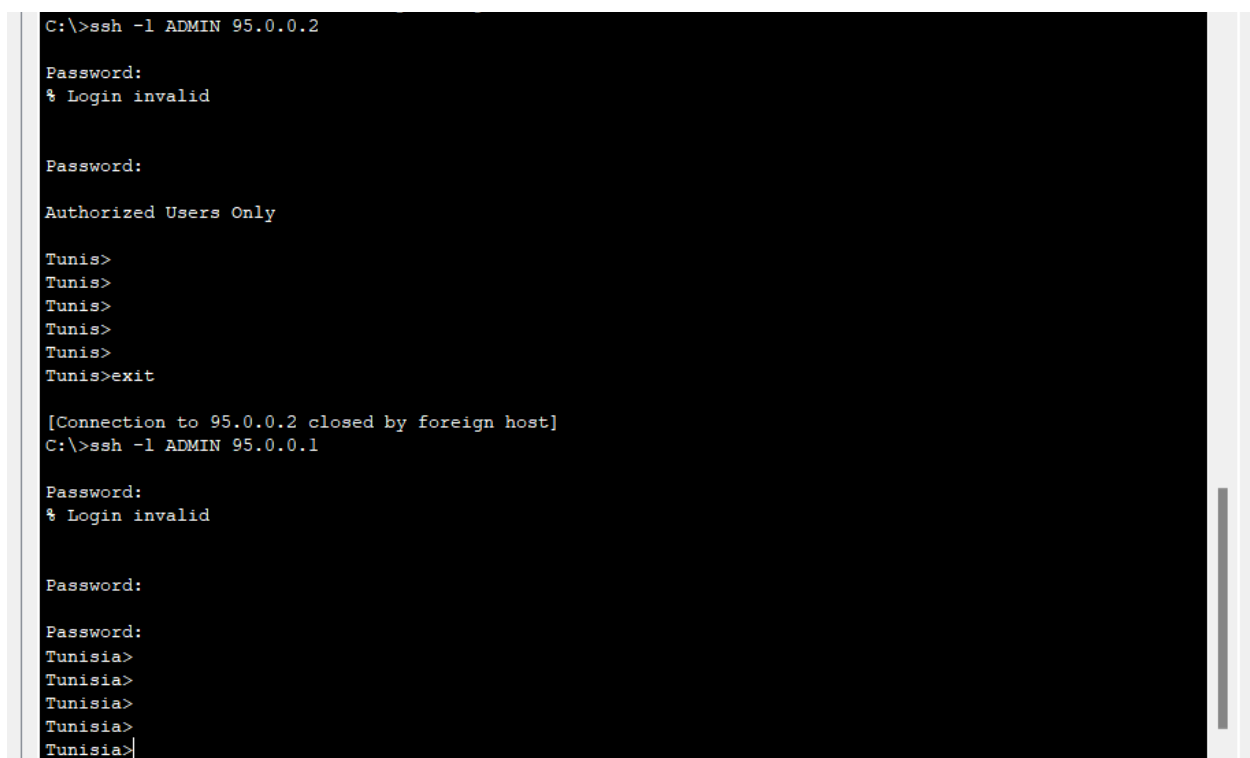 C:\>ssh -l ADMIN 95.0.0.2
Password:
% Login invalid
Password:
Authorized Users Only
Tunis>
Tunis>
Tunis>
Tunis>
Tunis>
Tunis>exit
[Connection to 95.0.0.2 closed by foreign host]
C:\>ssh -l ADMIN 95.0.0.1
Password:
% Login invalid
Password:
Password:
Tunisia>
Tunisia>
Tunisia>
Tunisia>
Tunisia>